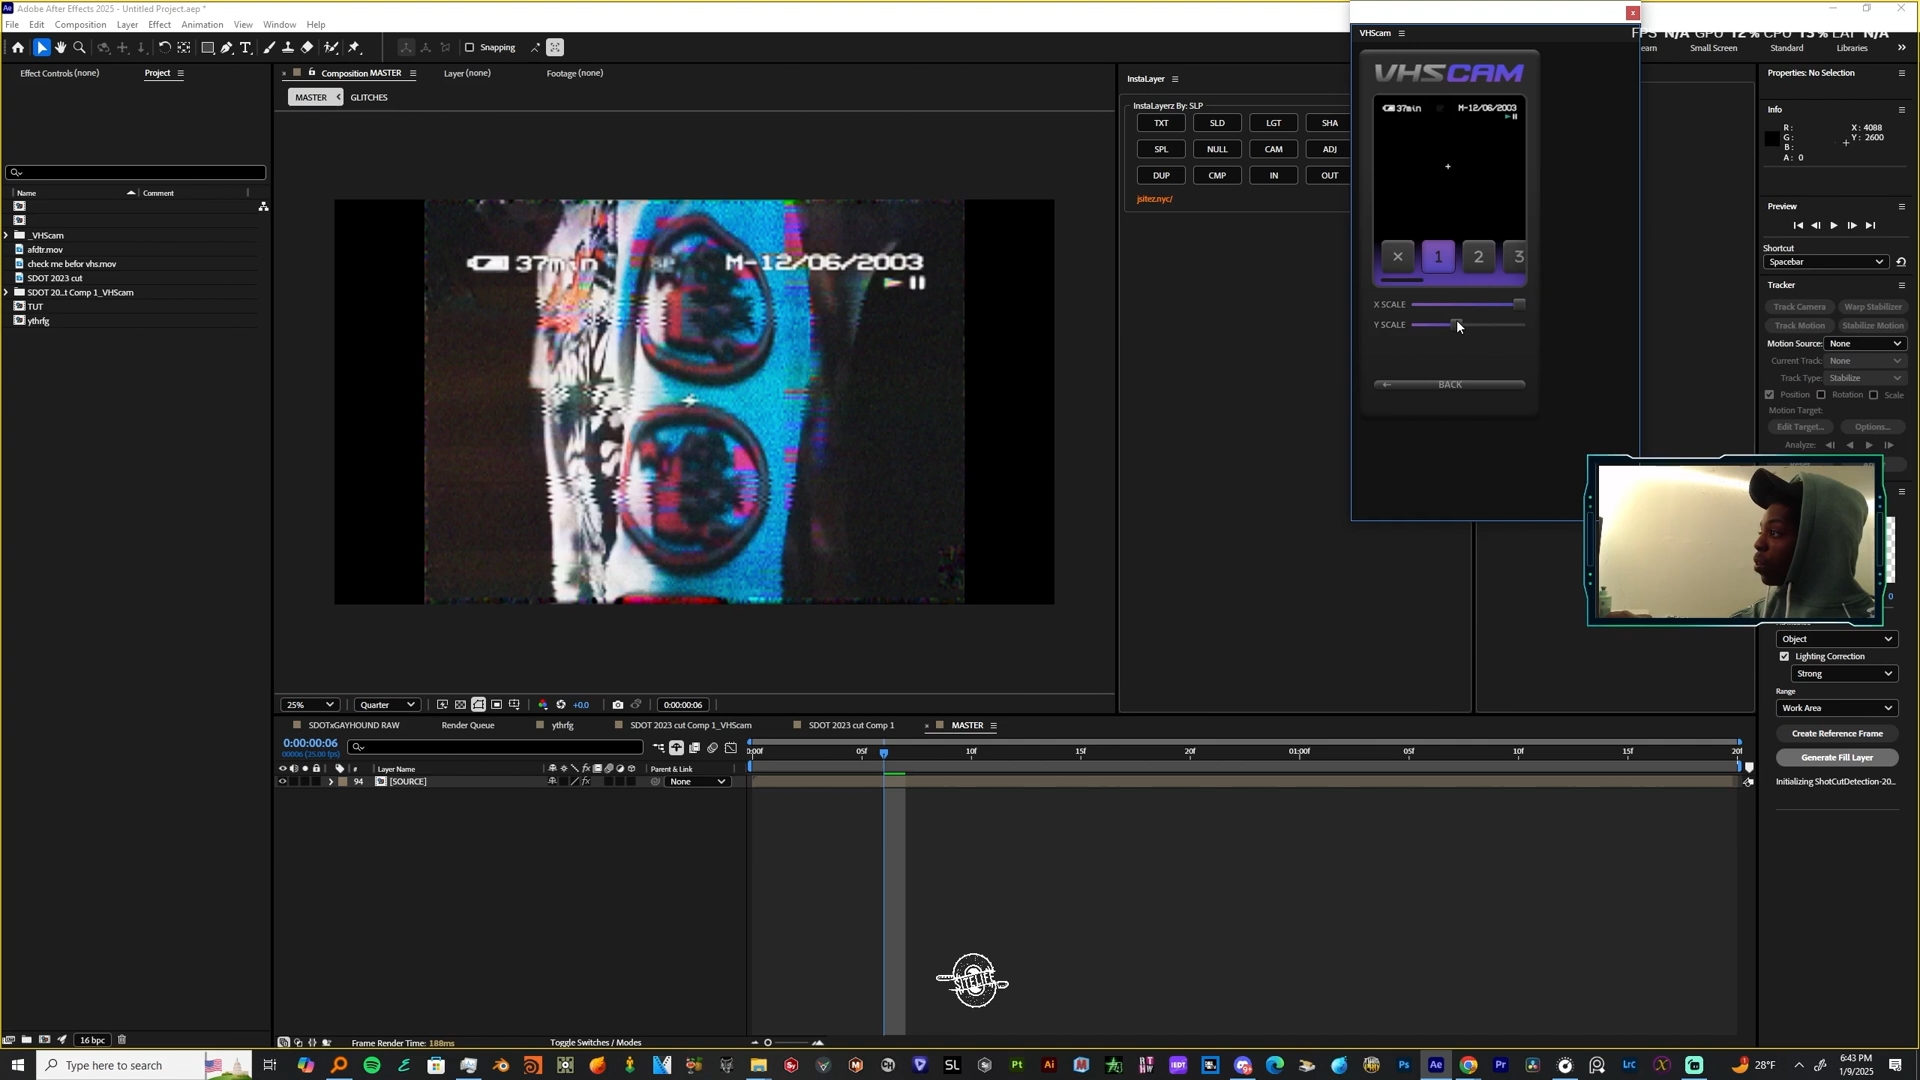 Ae Adobe After Effects 2025 - Untitled Project.aep *
File Edit Composition Layer Effect Animation View Window Help
Snapping
FPS N/A GPU 12% CPU 13% LAT N/A
Small Screen Standard Libraries
Effect Controls (none) Project
Composition MASTER Layer (none) Footage (none)
MASTER GLITCHES
Name Comment
_VHScam
afdtr.mov
check me befor vhs.mov
SDOT 2023 cut
SDOT 20...t Comp 1_VHScam
TUT
ythrfg
37min SP M-12/06/2003
InstaLayer
InstaLayerz By: SLP
TXT SLD LGT SHA
SPL NULL CAM ADJ
DUP CMP IN OUT
jsitez.nyc/
VHScam
VHSCAM
37min M-12/06/2003
× 1 2 3
X SCALE
Y SCALE
BACK
Properties: No Selection
Info
R: X: 4088
G: Y: 2600
B:
A: 0
Preview
Shortcut
Spacebar
Tracker
Track Camera Warp Stabilizer
Track Motion Stabilize Motion
Motion Source: None
Current Track: None
Track Type: Stabilize
Position Rotation Scale
Motion Target:
Edit Target... Options...
Analyze:
0
Object
Lighting Correction
Strong
Range
Work Area
Create Reference Frame
Generate Fill Layer
Initializing ShotCutDetection-20...
25% Quarter +0.0 0:00:00:06
SDOTxGAYHOUND RAW Render Queue ythrfg SDOT 2023 cut Comp 1_VHScam SDOT 2023 cut Comp 1 MASTER
0:00:00:06
00006 (25.00 fps)
0:00f 05f 10f 15f 20f 01:00f 05f 10f 15f 20f
# Layer Name Parent & Link
94 [SOURCE] None
SITELIFE
16 bpc
Frame Render Time: 188ms Toggle Switches / Modes
Type here to search
28°F
6:43 PM
1/9/2025